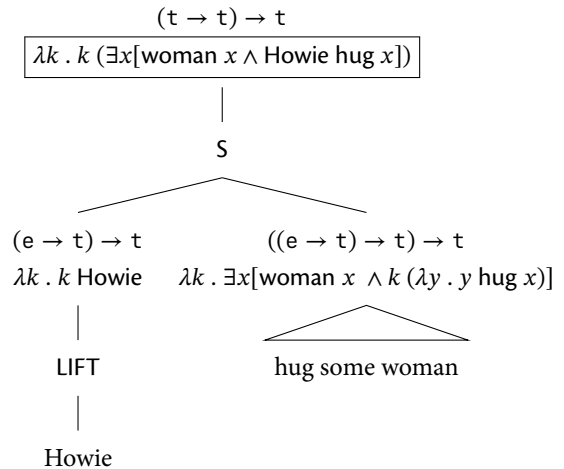 (t → t) → t
λk . k (∃x[woman x ∧ Howie hug x])
S
(e → t) → t ((e → t) → t) → t
λk . k Howie λk . ∃x[woman x ∧ k (λy . y hug x)]
LIFT hug some woman
Howie